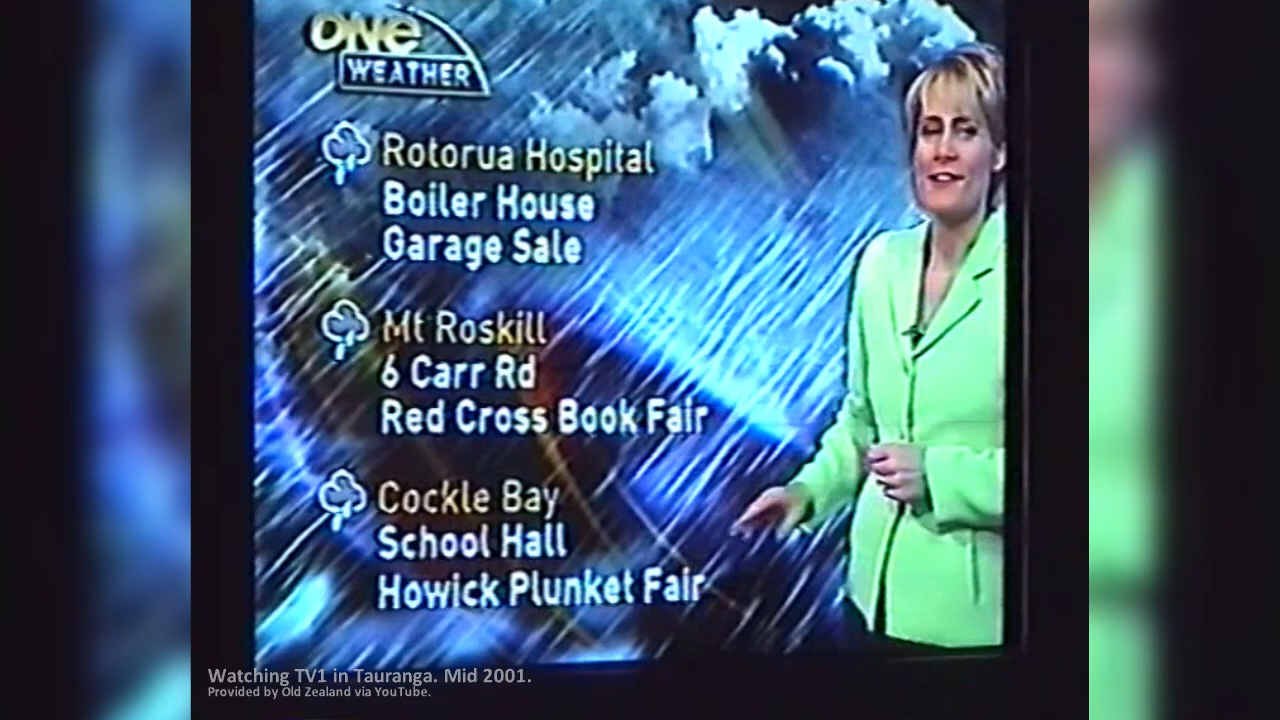 ONE
WEATHER
Rotorua Hospital
Boiler House
Garage Sale
Mt Roskill
6 Carr Rd
Red Cross Book Fair
Cockle Bay
School Hall
Howick Plunket Fair
Watching TV1 in Tauranga. Mid 2001.
Provided by Old Zealand via YouTube.